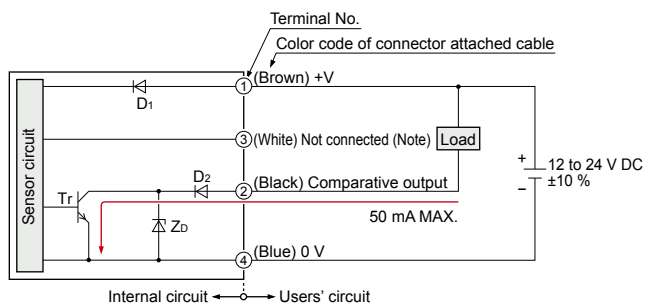 Terminal No.
Color code of connector attached cable
1 (Brown) +V
D1
3 (White) Not connected (Note) Load
Sensor circuit
+ 12 to 24 V DC
− ±10 %
D2
2 (Black) Comparative output
Tr
ZD
50 mA MAX.
4 (Blue) 0 V
Internal circuit Users' circuit